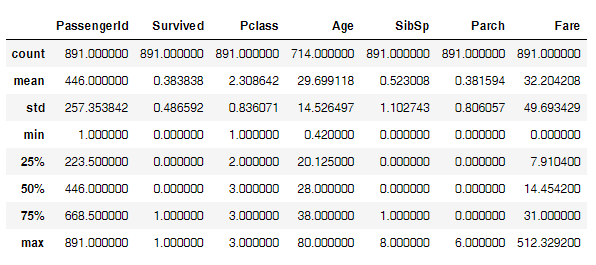 PassengerId Survived Pclass Age SibSp Parch Fare
count 891.000000 891.000000 891.000000 714.000000 891.000000 891.000000 891.000000
mean 446.000000 0.383838 2.308642 29.699118 0.523008 0.381594 32.204208
std 257.353842 0.486592 0.836071 14.526497 1.102743 0.806057 49.693429
min 1.000000 0.000000 1.000000 0.420000 0.000000 0.000000 0.000000
25% 223.500000 0.000000 2.000000 20.125000 0.000000 0.000000 7.910400
50% 446.000000 0.000000 3.000000 28.000000 0.000000 0.000000 14.454200
75% 668.500000 1.000000 3.000000 38.000000 1.000000 0.000000 31.000000
max 891.000000 1.000000 3.000000 80.000000 8.000000 6.000000 512.329200